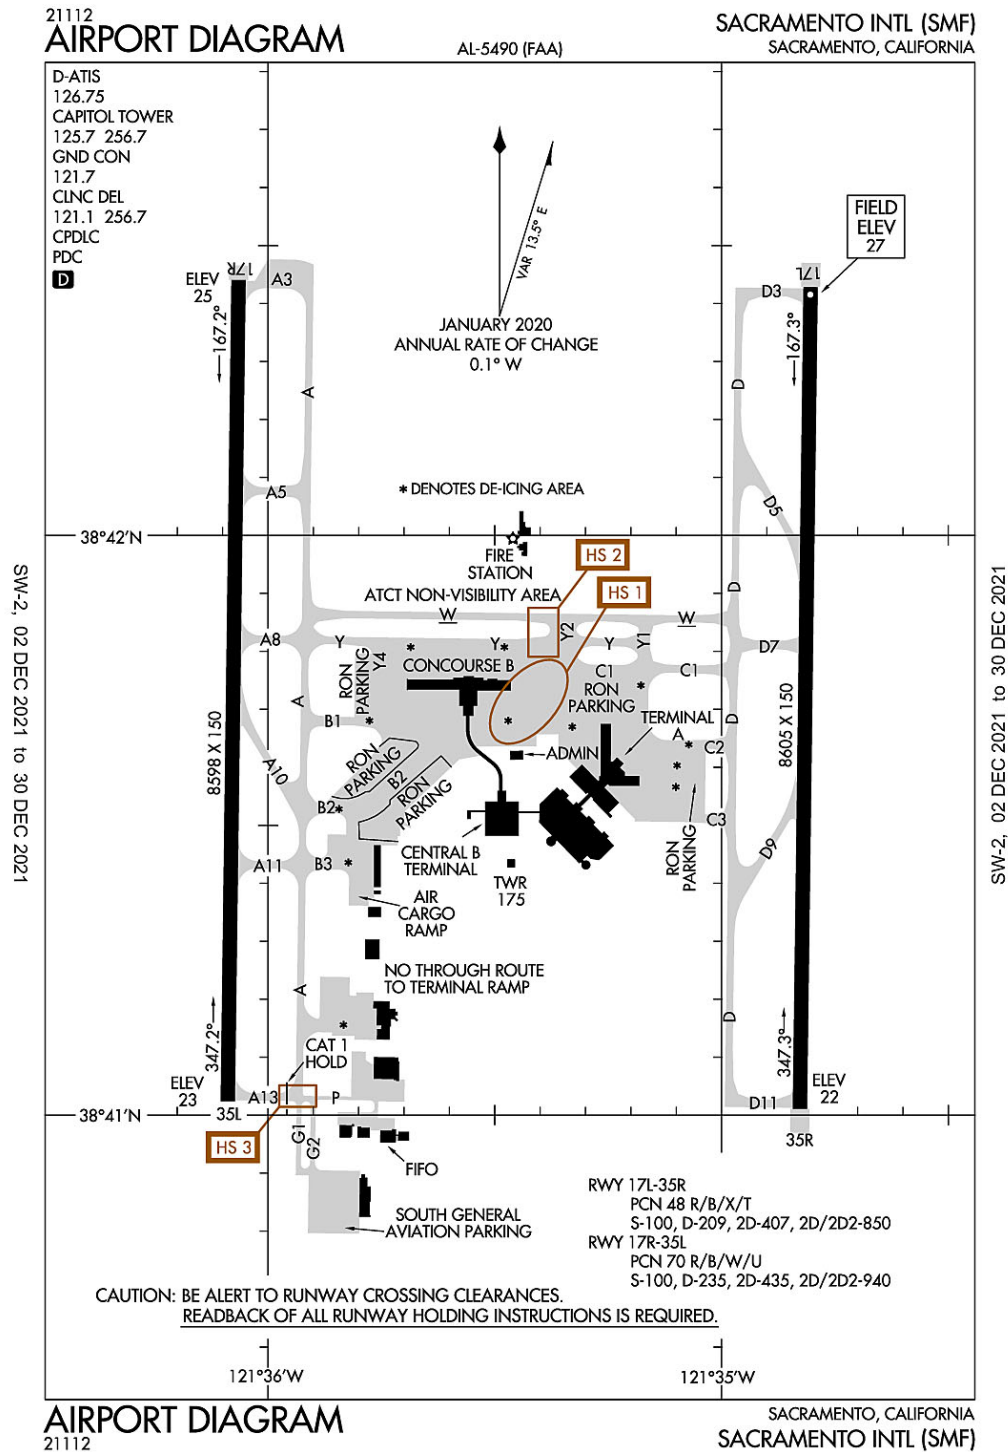 21112
AIRPORT DIAGRAM
AL-5490 (FAA)
SACRAMENTO INTL (SMF)
SACRAMENTO, CALIFORNIA
D-ATIS
126.75
CAPITOL TOWER
125.7 256.7
GND CON
121.7
CLNC DEL
121.1 256.7
CPDLC
PDC
D
VAR 13.5° E
JANUARY 2020
ANNUAL RATE OF CHANGE
0.1° W
FIELD
ELEV
27
ELEV
25
17R
A3
167.2°
A
17L
D3
167.3°
D
A5
D5
* DENOTES DE-ICING AREA
38°42'N
FIRE
STATION
HS 2
HS 1
ATCT NON-VISIBILITY AREA
D
W
W
A8
Y
Y
Y2
Y
Y1
D7
Y4
RON
PARKING
CONCOURSE B
C1
RON
PARKING
C1
A
B1
TERMINAL
A
D
C2
ADMIN
8598 X 150
8605 X 150
A10
RON
PARKING
B2
RON
PARKING
B2
C3
D9
CENTRAL B
TERMINAL
RON
PARKING
A11
B3
TWR
175
AIR
CARGO
RAMP
NO THROUGH ROUTE
TO TERMINAL RAMP
A
D
347.2°
347.3°
CAT 1
HOLD
ELEV
23
A13
P
D11
ELEV
22
38°41'N
35L
35R
G1
G2
HS 3
FIFO
SOUTH GENERAL
AVIATION PARKING
RWY 17L-35R
PCN 48 R/B/X/T
S-100, D-209, 2D-407, 2D/2D2-850
RWY 17R-35L
PCN 70 R/B/W/U
S-100, D-235, 2D-435, 2D/2D2-940
CAUTION: BE ALERT TO RUNWAY CROSSING CLEARANCES.
READBACK OF ALL RUNWAY HOLDING INSTRUCTIONS IS REQUIRED.
121°36'W
121°35'W
SW-2, 02 DEC 2021 to 30 DEC 2021
SW-2, 02 DEC 2021 to 30 DEC 2021
AIRPORT DIAGRAM
21112
SACRAMENTO, CALIFORNIA
SACRAMENTO INTL (SMF)